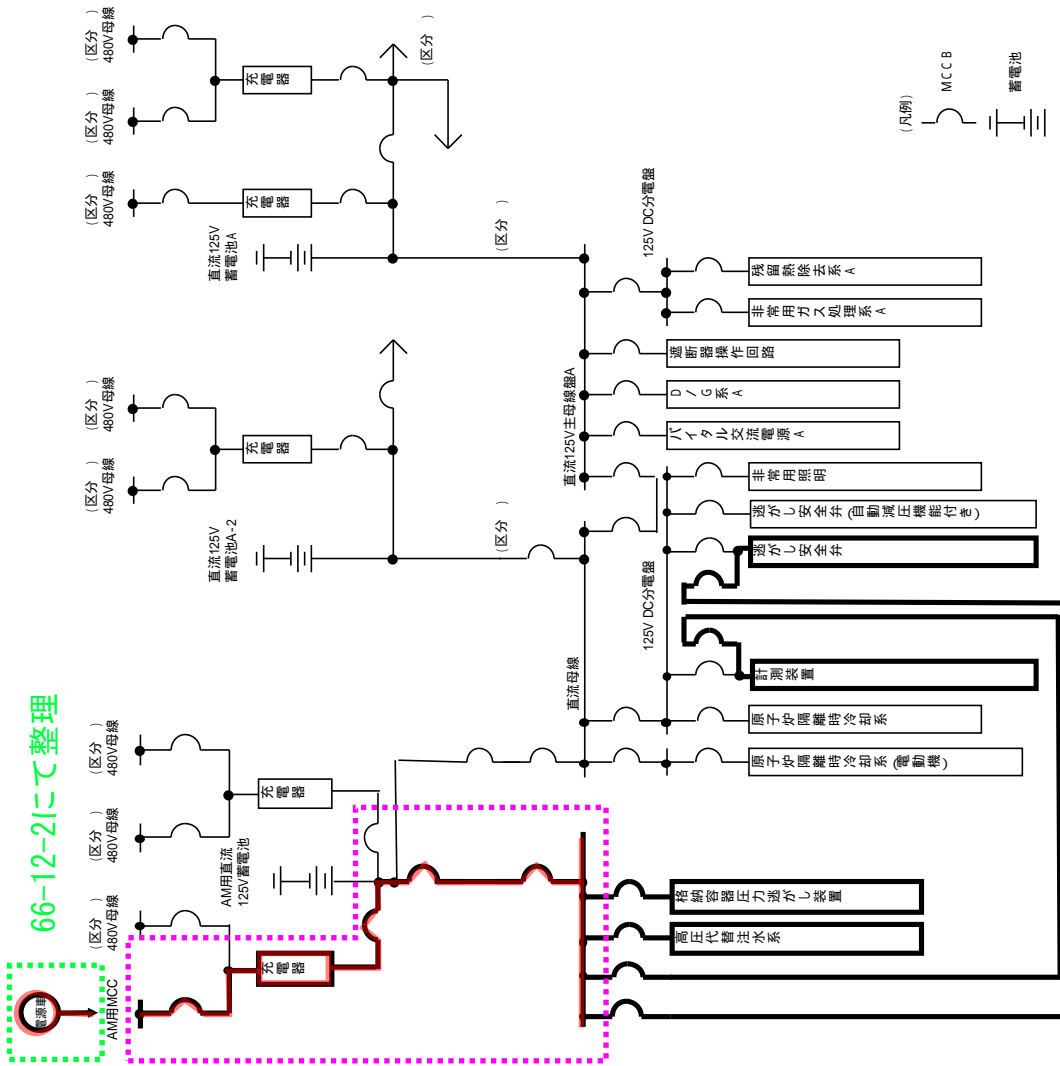 66-12-2にて整理
電源車
AM用MCC
(区分　)
480V母線
(区分　)
480V母線
(区分　)
480V母線
充電器
充電器
AM用直流
125V蓄電池
(区分　)
480V母線
(区分　)
480V母線
充電器
直流125V
蓄電池A-2
(区分　)
(区分　)
480V母線
(区分　)
480V母線
(区分　)
480V母線
充電器
充電器
直流125V
蓄電池A
(区分　)
(区分　)
直流母線
直流125V主母線盤A
125V DC分電盤
125V DC分電盤
格納容器圧力逃がし装置
高圧代替注水系
原子炉隔離時冷却系(電動機)
原子炉隔離時冷却系
計測装置
逃がし安全弁
逃がし安全弁(自動減圧機能付き)
非常用照明
バイタル交流電源A
D/G系A
遮断器操作回路
非常用ガス処理系A
残留熱除去系A
(凡例)
MCCB
蓄電池